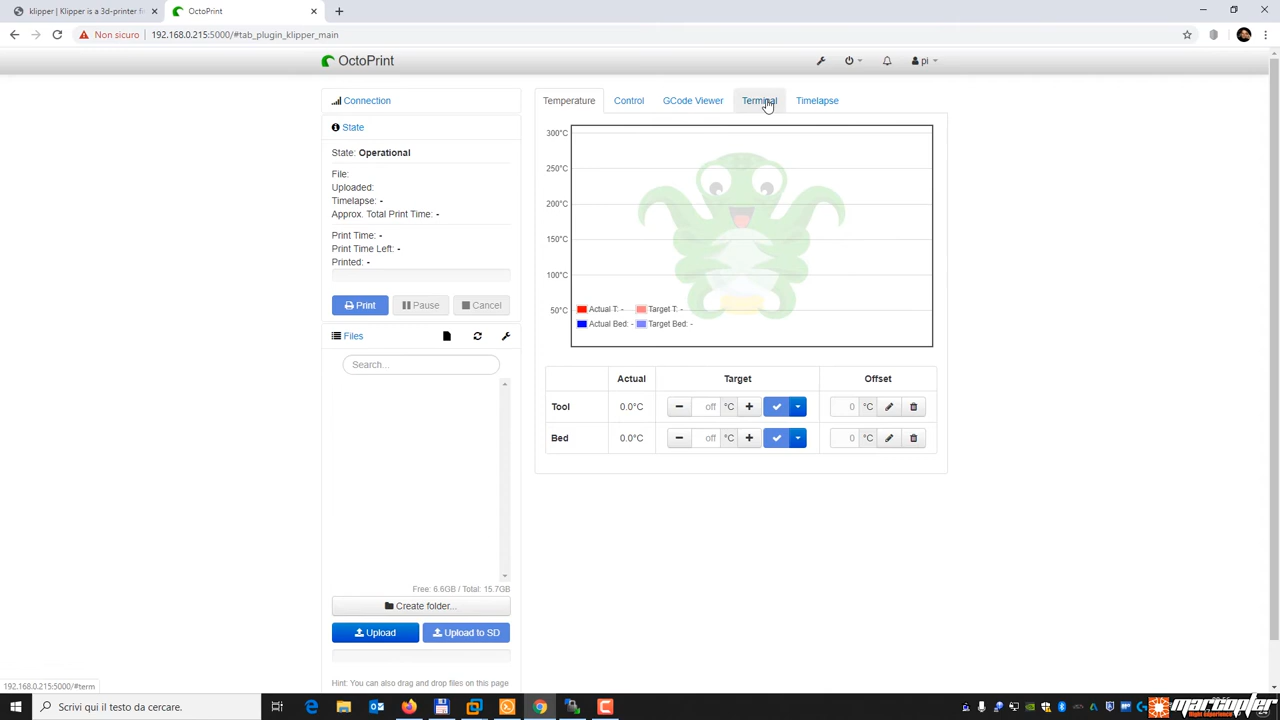 klipper | Klipper is a 3d-printer fi
OctoPrint
Non sicuro
192.168.0.215:5000/#tab_plugin_klipper_main
OctoPrint
pi
Connection
State
State: Operational
File:
Uploaded:
Timelapse: -
Approx. Total Print Time: -
Print Time: -
Print Time Left: -
Printed: -
Print
Pause
Cancel
Files
Search...
Free: 6.6GB / Total: 15.7GB
Create folder...
Upload
Upload to SD
Hint: You can also drag and drop files on this page
Temperature
Control
GCode Viewer
Terminal
Timelapse
300°C
250°C
200°C
150°C
100°C
50°C
Actual T: -
Target T: -
Actual Bed: -
Target Bed: -
Actual
Target
Offset
Tool
0.0°C
off
°C
0
°C
Bed
0.0°C
off
°C
0
°C
192.168.0.215:5000/#term
Scrivi qui il testo da cercare.
martcopter
Flight Experience